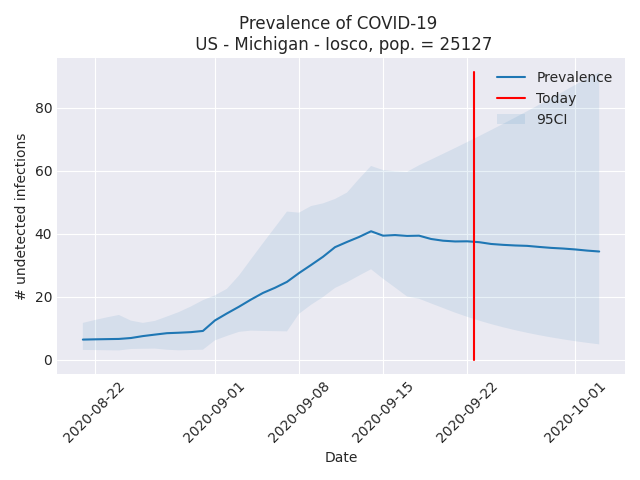 Prevalence of COVID-19
US - Michigan - Iosco, pop. = 25127
Prevalence
Today
95CI
# undetected infections
80
60
40
20
0
2020-08-22
2020-09-01
2020-09-08
2020-09-15
2020-09-22
2020-10-01
Date